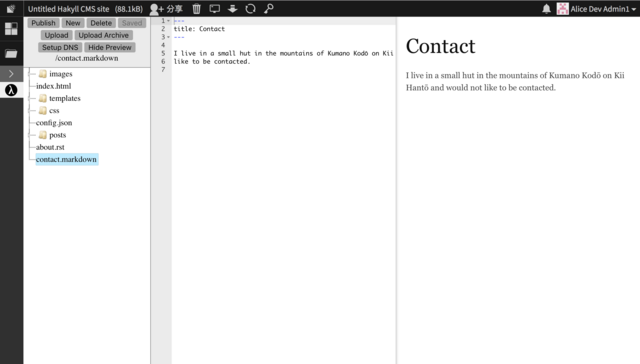 Untitled Hakyll CMS site (88.1kB) 分享 Alice Dev Admin1
Publish New Delete Saved
Upload Upload Archive
Setup DNS Hide Preview
/contact.markdown
images
index.html
templates
css
config.json
posts
about.rst
contact.markdown
1 ---
2 title: Contact
3 ---
4
5 I live in a small hut in the mountains of Kumano Kodō on Kii
6 like to be contacted.
7
Contact
I live in a small hut in the mountains of Kumano Kodō on Kii
Hantō and would not like to be contacted.